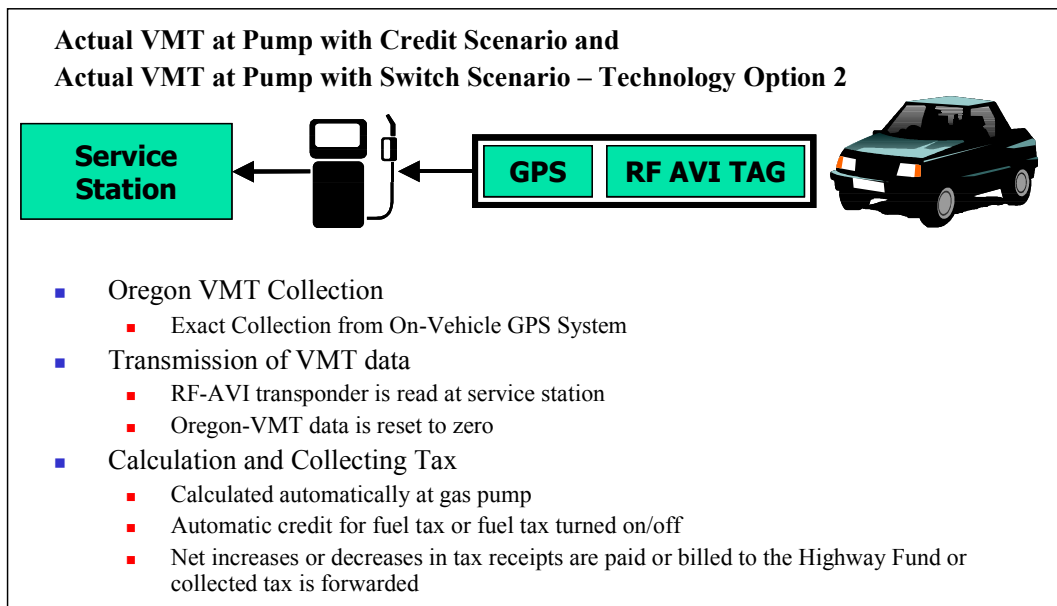 Actual VMT at Pump with Credit Scenario and
Actual VMT at Pump with Switch Scenario – Technology Option 2
Service
Station
GPS
RF AVI TAG
Oregon VMT Collection
Exact Collection from On-Vehicle GPS System
Transmission of VMT data
RF-AVI transponder is read at service station
Oregon-VMT data is reset to zero
Calculation and Collecting Tax
Calculated automatically at gas pump
Automatic credit for fuel tax or fuel tax turned on/off
Net increases or decreases in tax receipts are paid or billed to the Highway Fund or
collected tax is forwarded